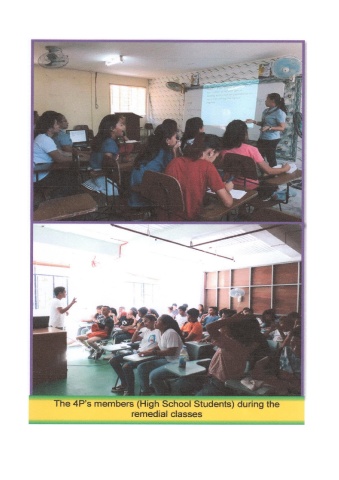 The 4P's members (High School Students) during the
remedial classes